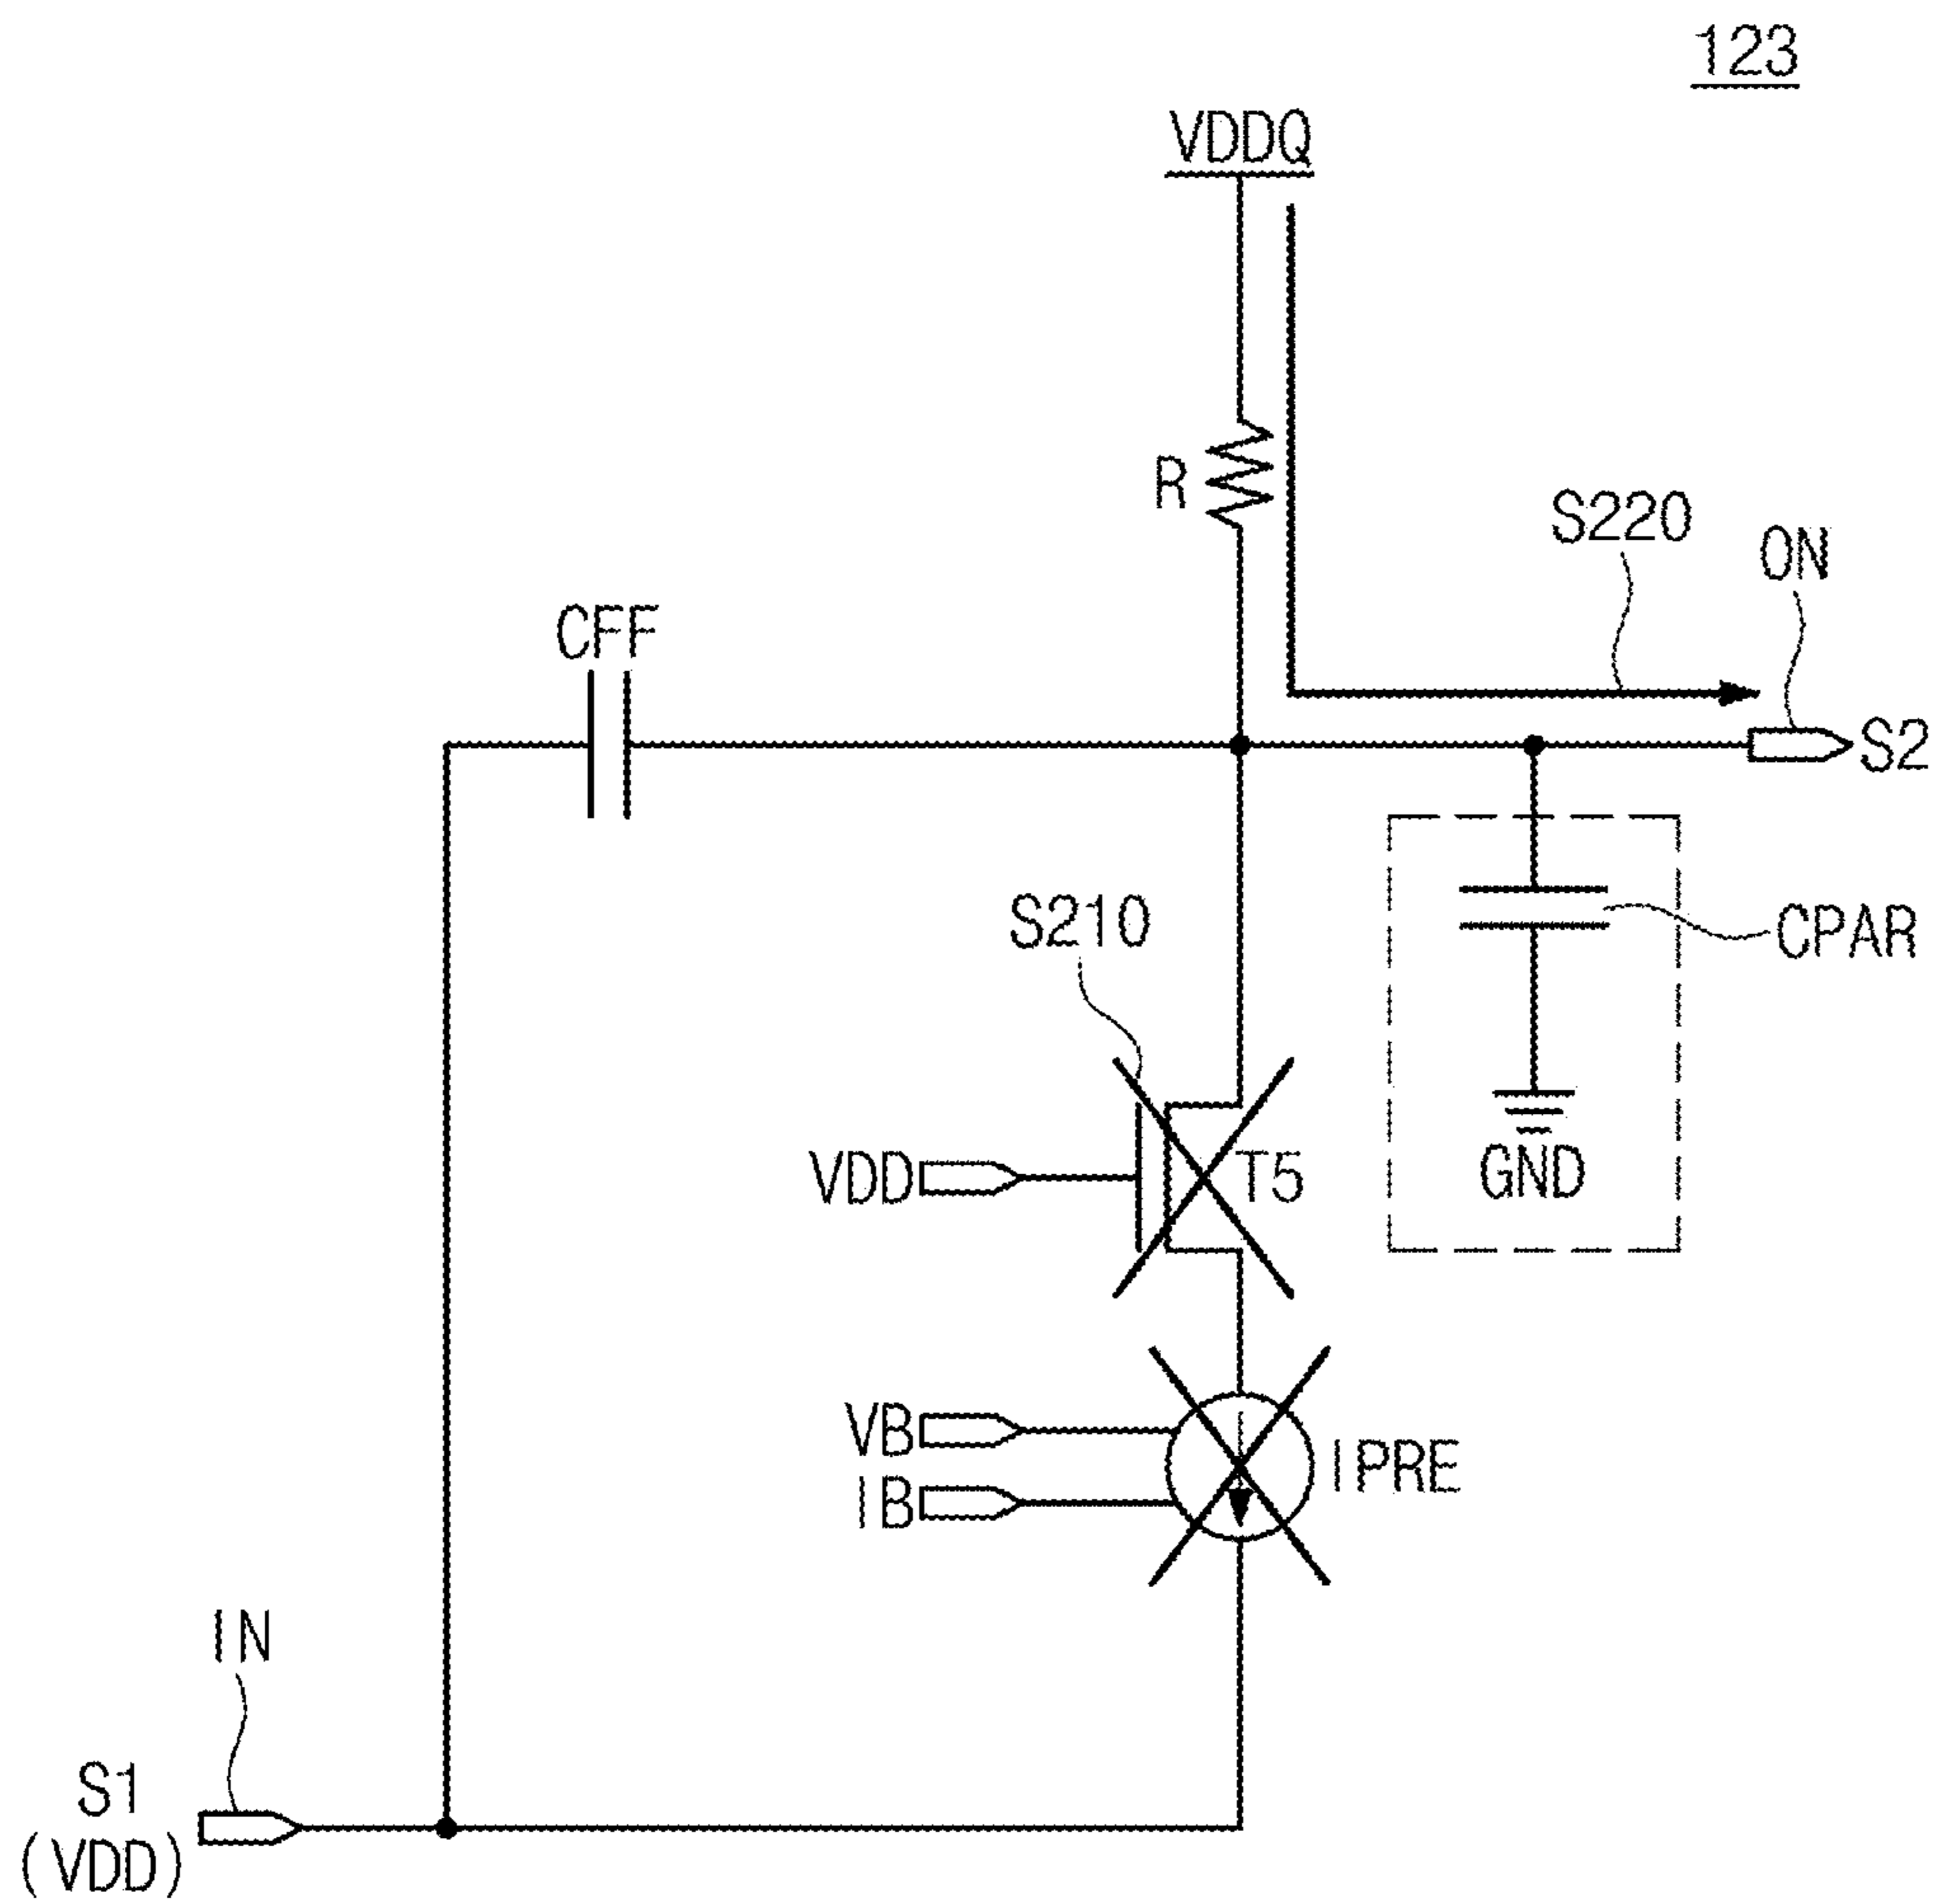 123
VDDQ
R
S220
ON
CFF
S2
S210
CPAR
VDD
T5
GND
VB
IB
IPRE
IN
S1
(VDD)